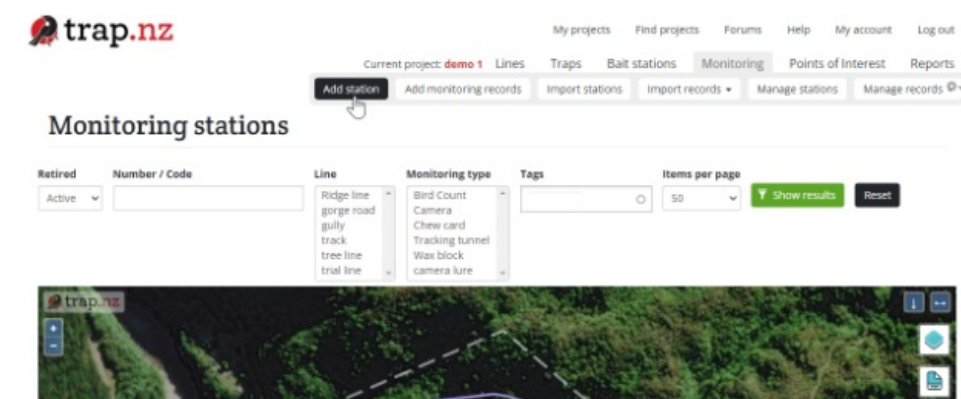 trap.nz
My projects Find projects Forums Help My account Log out
Current project: demo 1 Lines Traps Bait stations Monitoring Points of Interest Reports
Add station Add monitoring records Import stations Import records Manage stations Manage records
Monitoring stations
Retired Number / Code Line Monitoring type Tags Items per page
Active 50 Show results Reset
Ridge line
gorge road
gully
track
tree line
trial line
Bird Count
Camera
Chew card
Tracking tunnel
Wax block
camera lure
trap.nz
+
-